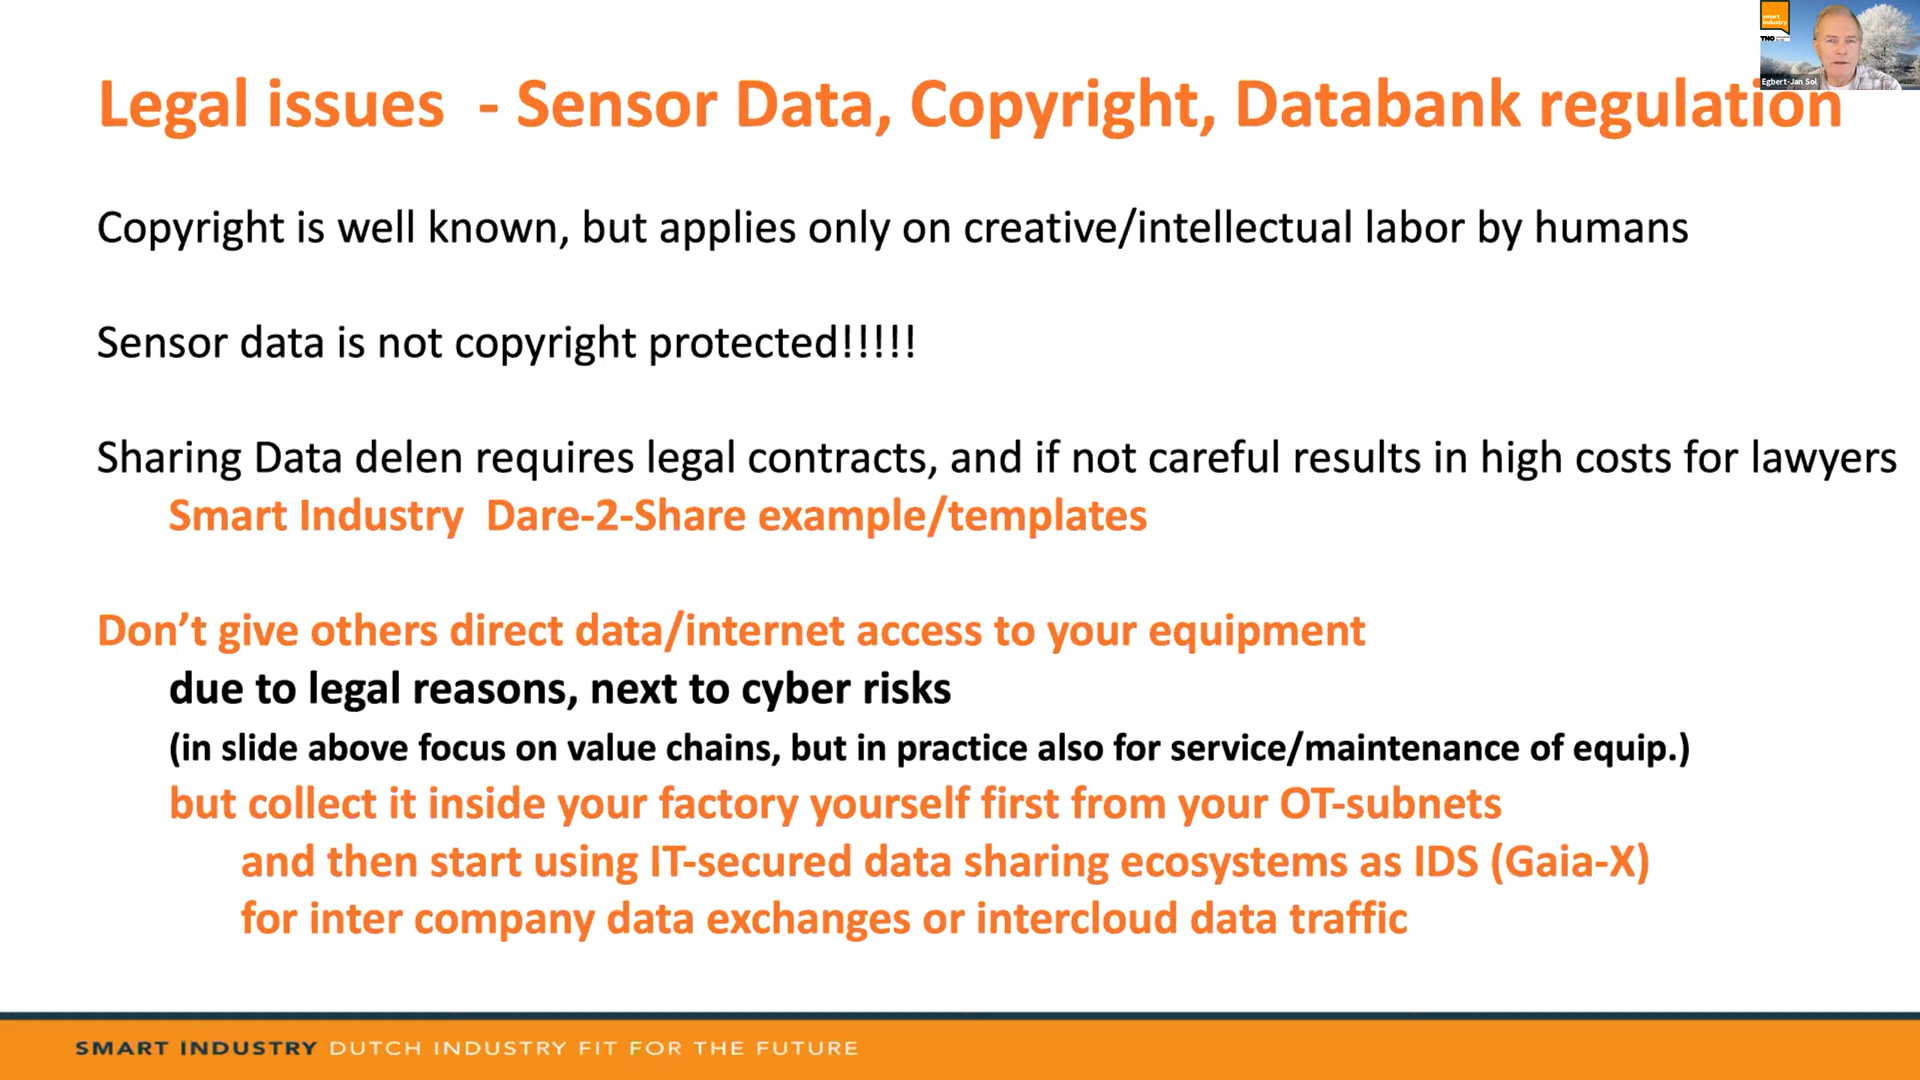 smart
industry
TNO
Egbert-Jan Sol
Legal issues - Sensor Data, Copyright, Databank regulation
Copyright is well known, but applies only on creative/intellectual labor by humans
Sensor data is not copyright protected!!!!!
Sharing Data delen requires legal contracts, and if not careful results in high costs for lawyers
Smart Industry Dare-2-Share example/templates
Don’t give others direct data/internet access to your equipment
due to legal reasons, next to cyber risks
(in slide above focus on value chains, but in practice also for service/maintenance of equip.)
but collect it inside your factory yourself first from your OT-subnets
and then start using IT-secured data sharing ecosystems as IDS (Gaia-X)
for inter company data exchanges or intercloud data traffic
SMART INDUSTRY DUTCH INDUSTRY FIT FOR THE FUTURE